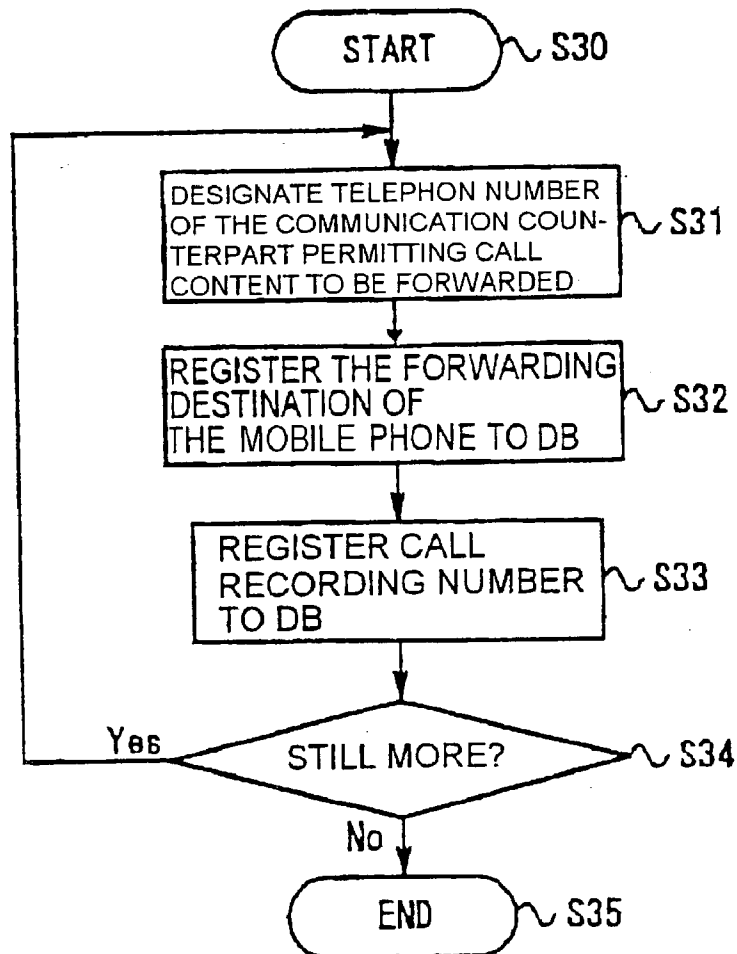 START S30
DESIGNATE TELEPHON NUMBER
OF THE COMMUNICATION COUN-
TERPART PERMITTING CALL
CONTENT TO BE FORWARDED
S31
REGISTER THE FORWARDING
DESTINATION OF
THE MOBILE PHONE TO DB
S32
REGISTER CALL
RECORDING NUMBER
TO DB
S33
Yes
STILL MORE?
S34
No
END S35